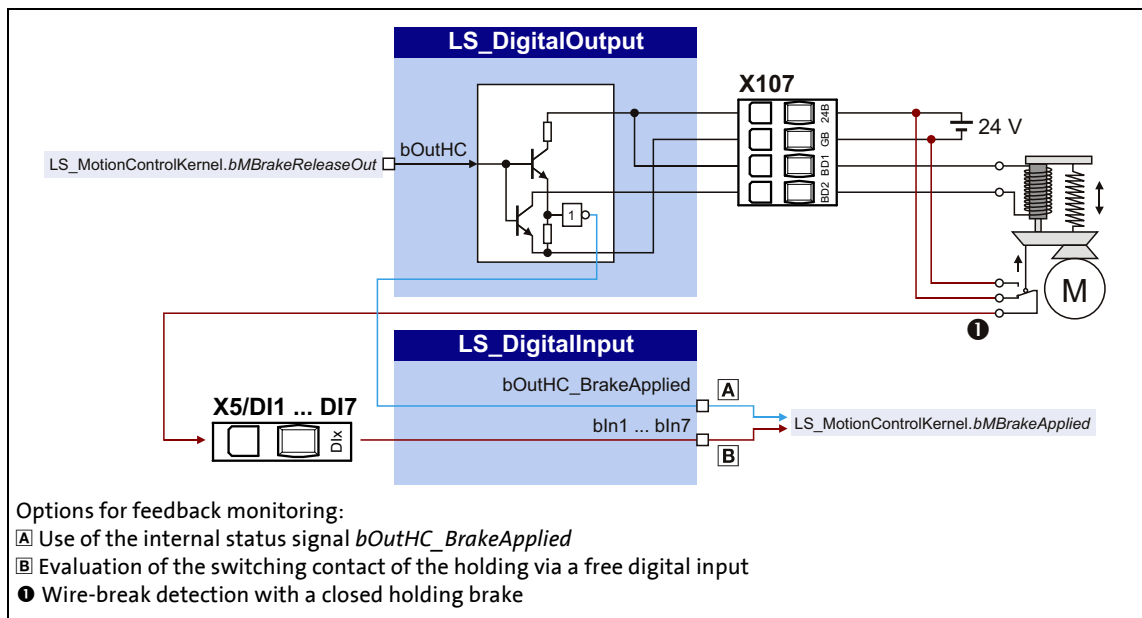 LS_DigitalOutput
X107
24B
GB
BD1
BD2
24 V
LS_MotionControlKernel.bMBrakeReleaseOut
bOutHC
1
M
❶
LS_DigitalInput
bOutHC_BrakeApplied
A
X5/DI1 ... DI7
DIx
bIn1 ... bIn7
B
LS_MotionControlKernel.bMBrakeApplied
Options for feedback monitoring:
A Use of the internal status signal bOutHC_BrakeApplied
B Evaluation of the switching contact of the holding via a free digital input
❶ Wire-break detection with a closed holding brake